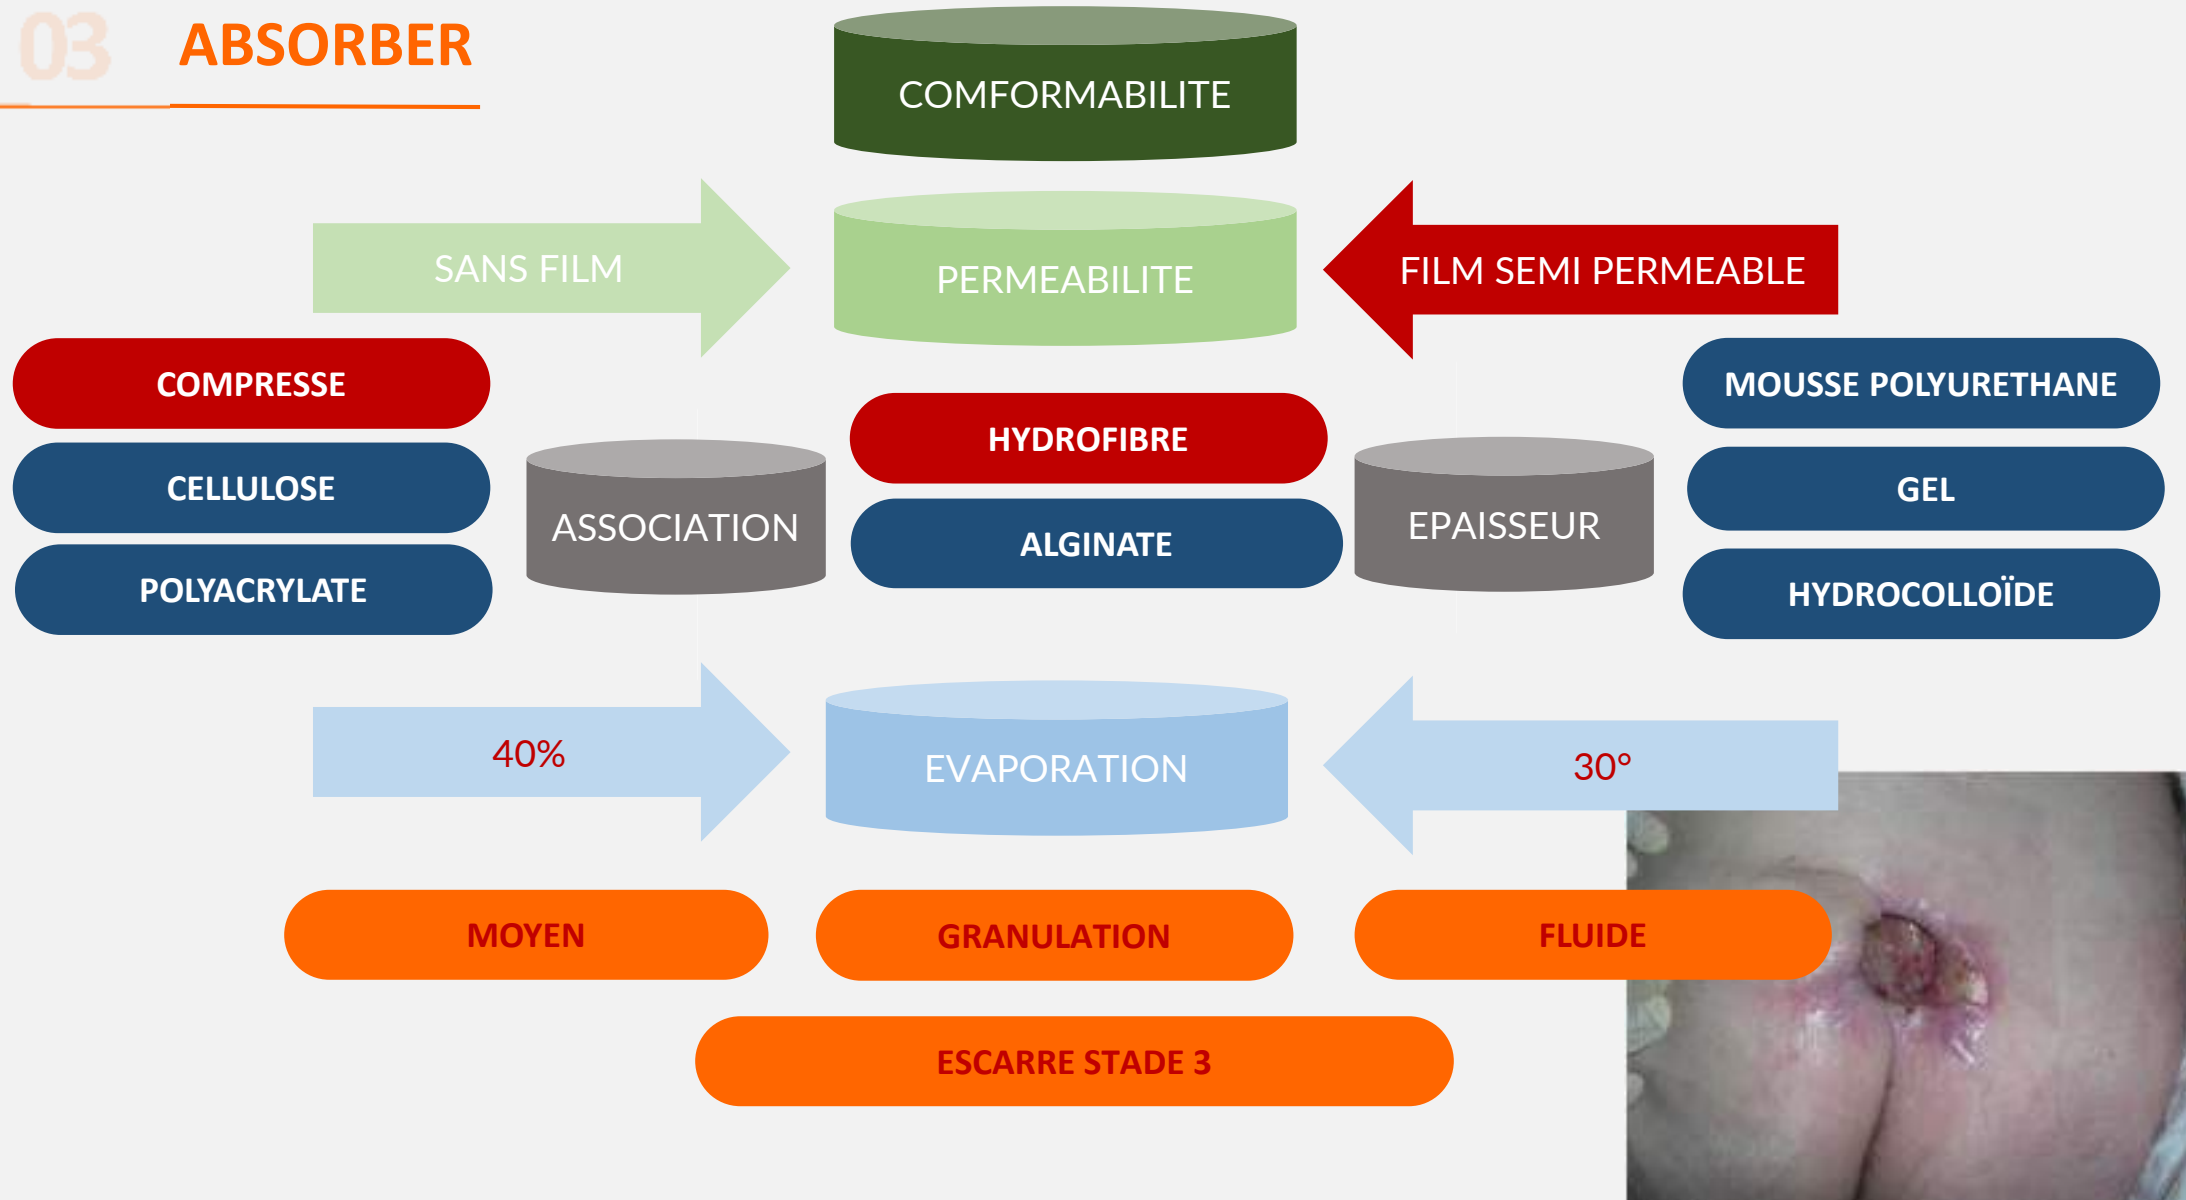 03
ABSORBER
COMFORMABILITE
SANS FILM
PERMEABILITE
FILM SEMI PERMEABLE
COMPRESSE
CELLULOSE
POLYACRYLATE
ASSOCIATION
HYDROFIBRE
ALGINATE
EPAISSEUR
MOUSSE POLYURETHANE
GEL
HYDROCOLLOÏDE
40%
EVAPORATION
30°
MOYEN
GRANULATION
FLUIDE
ESCARRE STADE 3